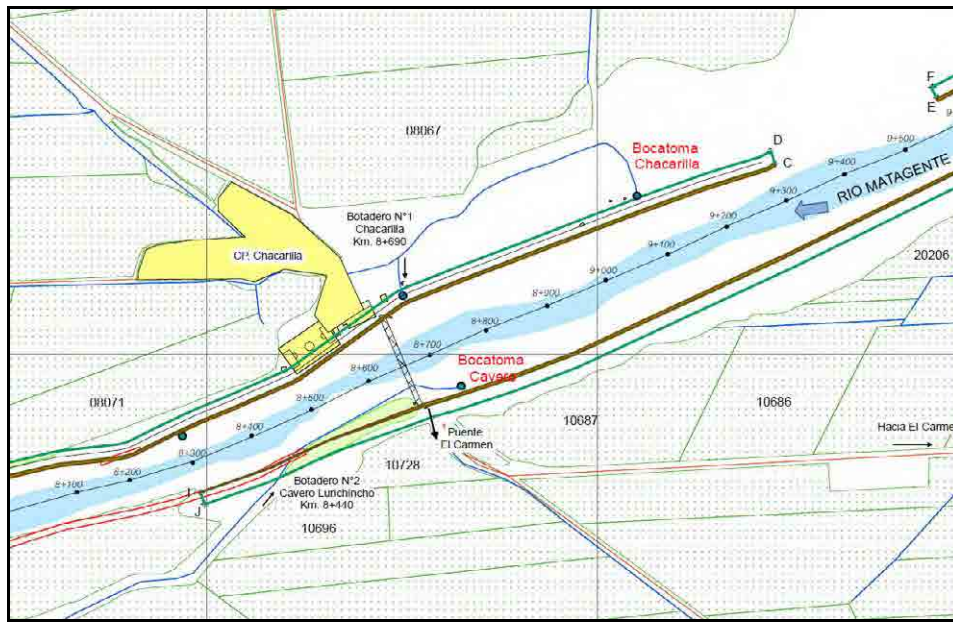 F
E
08067
D
C
Bocatoma
Chacarilla
9+500
9+400
9+300
RIO MATAGENTE
Botadero N°1
Chacarilla
Km. 8+690
9+200
9+100
CP. Chacarilla
20206
9+000
8+900
8+800
8+700
Bocatoma
Cavero
8+600
8+500
08071
10687
10686
8+400
Puente
El Carmen
Hacia El Carme
8+300
10728
8+200
8+100
I
J
Botadero N°2
Cavero Lunchincho
Km. 8+440
10696